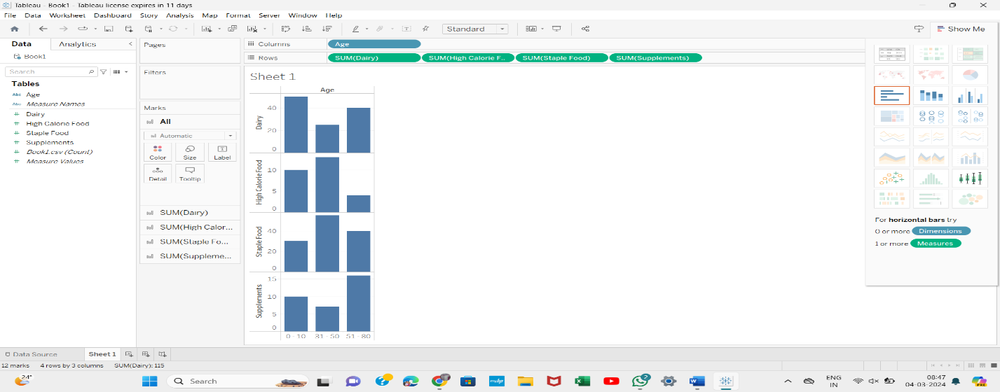 Tableau - Book1 - Tableau license expires in 11 days
File Data Worksheet Dashboard Story Analysis Map Format Server Window Help
Standard
Show Me
Data Analytics
Book1
Search
Tables
Abc Age
Abc Measure Names
Dairy
High Calorie Food
Staple Food
Supplements
Book1.csv (Count)
Measure Values
Pages
Filters
Marks
All
Automatic
Color Size Label
Detail Tooltip
SUM(Dairy)
SUM(High Calor...
SUM(Staple Fo...
SUM(Suppleme...
Columns Age
Rows SUM(Dairy) SUM(High Calorie F.. SUM(Staple Food) SUM(Supplements)
Sheet 1
Age
Dairy
40
20
0
High Calorie Food
10
5
0
Staple Food
40
20
0
Supplements
15
10
5
0
0 - 10 31 - 50 51 - 80
For horizontal bars try
0 or more Dimensions
1 or more Measures
Data Source Sheet 1
12 marks 4 rows by 3 columns SUM(Dairy): 115
24°
Search
myhp
2
ENG
IN
08:47
04-03-2024
PRE